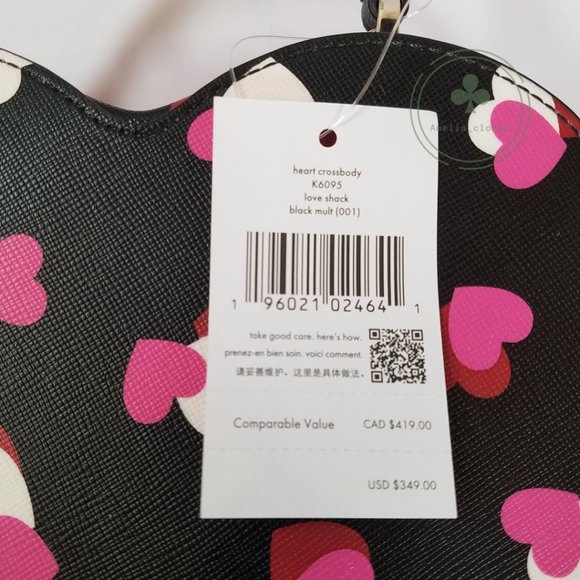 Amelia_clo
heart crossbody
K6095
love shack
black mult (001)
1 96021 02464 1
take good care. here's how.
prenez-en bien soin. voici comment.
请妥善维护。这里是具体做法。
Comparable Value CAD $419.00
USD $349.00